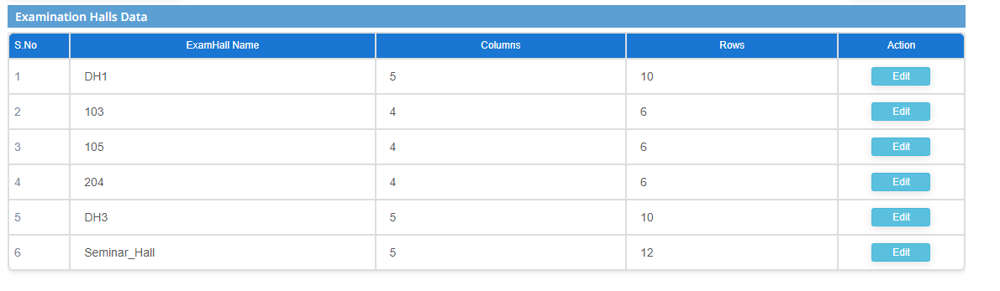 Examination Halls Data
S.No ExamHall Name Columns Rows Action
1 DH1 5 10 Edit
2 103 4 6 Edit
3 105 4 6 Edit
4 204 4 6 Edit
5 DH3 5 10 Edit
6 Seminar_Hall 5 12 Edit